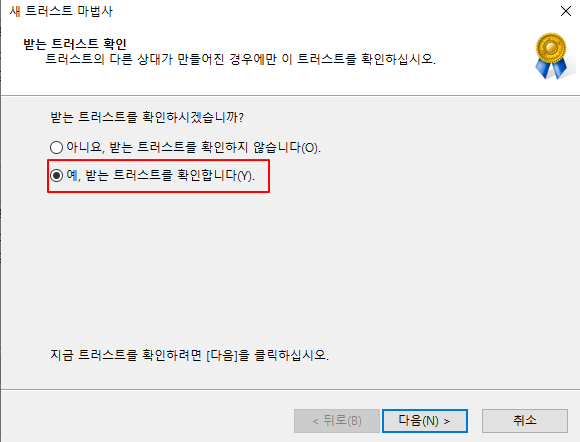 새 트러스트 마법사
받는 트러스트 확인
트러스트의 다른 상대가 만들어진 경우에만 이 트러스트를 확인하십시오.
받는 트러스트를 확인하시겠습니까?
아니요, 받는 트러스트를 확인하지 않습니다(O).
예, 받는 트러스트를 확인합니다(Y).
지금 트러스트를 확인하려면 [다음]을 클릭하십시오.
< 뒤로(B) 다음(N) > 취소